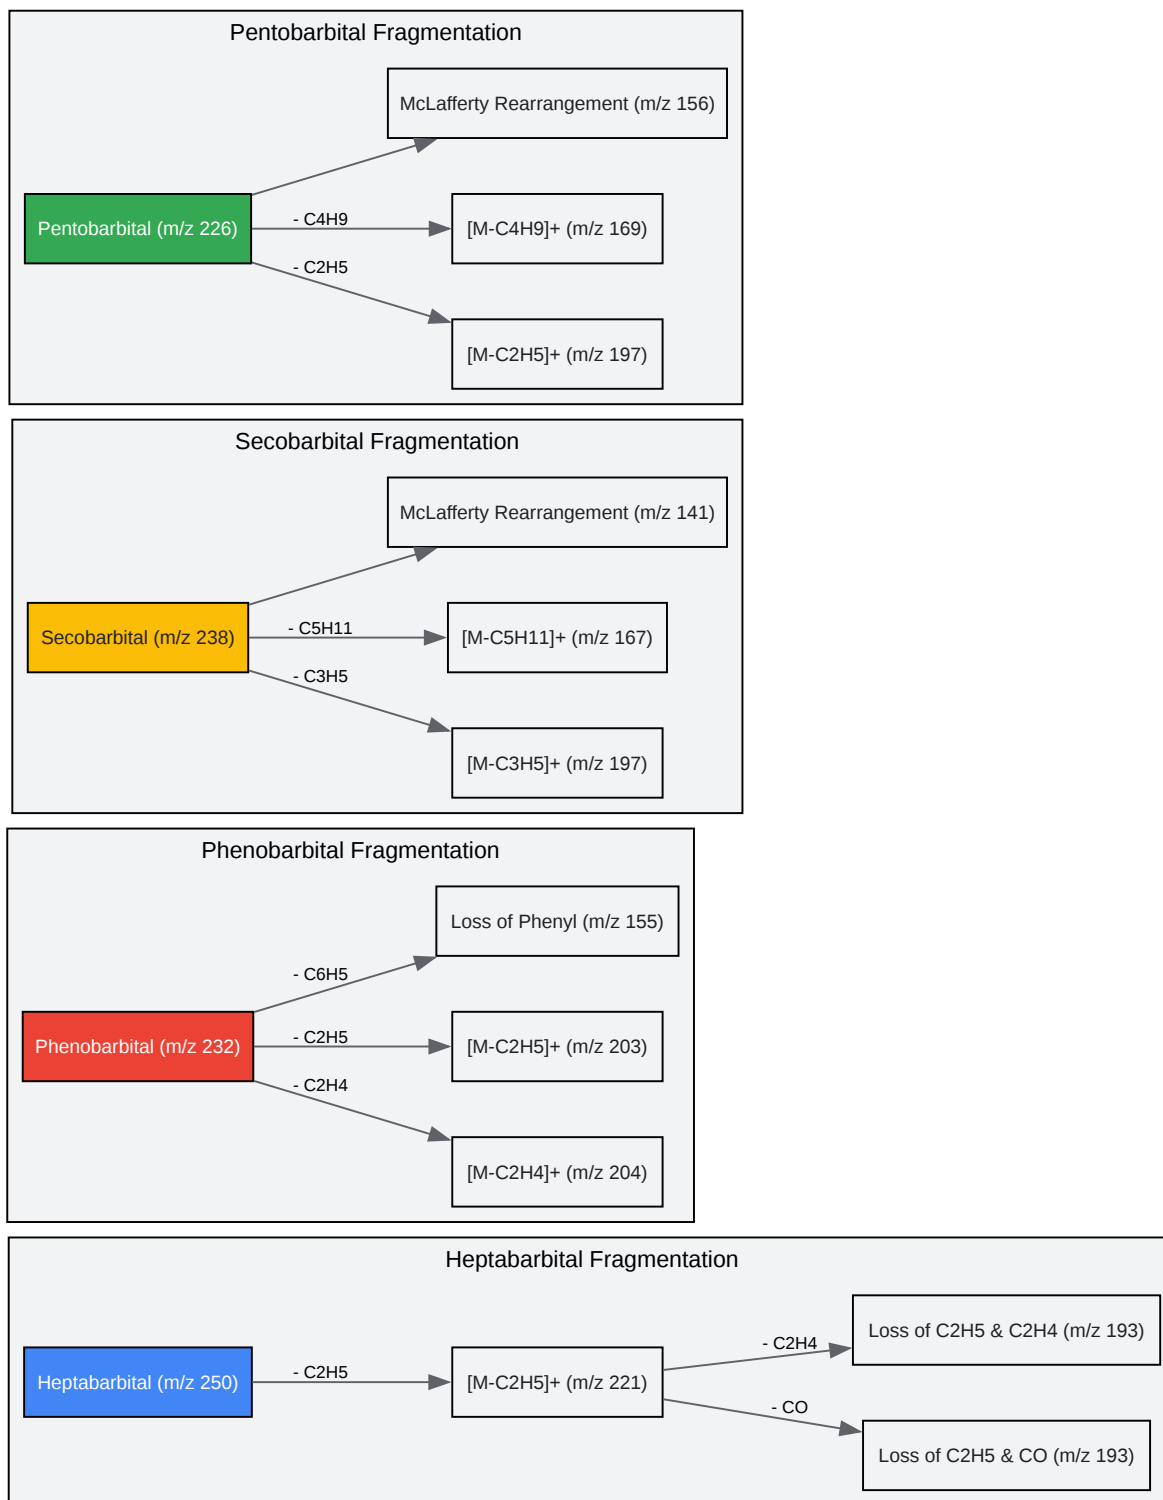 Pentobarbital Fragmentation
McLafferty Rearrangement (m/z 156)
Pentobarbital (m/z 226)
- C4H9
[M-C4H9]+ (m/z 169)
- C2H5
[M-C2H5]+ (m/z 197)
Secobarbital Fragmentation
McLafferty Rearrangement (m/z 141)
Secobarbital (m/z 238)
- C5H11
[M-C5H11]+ (m/z 167)
- C3H5
[M-C3H5]+ (m/z 197)
Phenobarbital Fragmentation
Loss of Phenyl (m/z 155)
- C6H5
Phenobarbital (m/z 232)
- C2H5
[M-C2H5]+ (m/z 203)
- C2H4
[M-C2H4]+ (m/z 204)
Heptabarbital Fragmentation
Loss of C2H5 & C2H4 (m/z 193)
- C2H4
Heptabarbital (m/z 250)
- C2H5
[M-C2H5]+ (m/z 221)
- CO
Loss of C2H5 & CO (m/z 193)